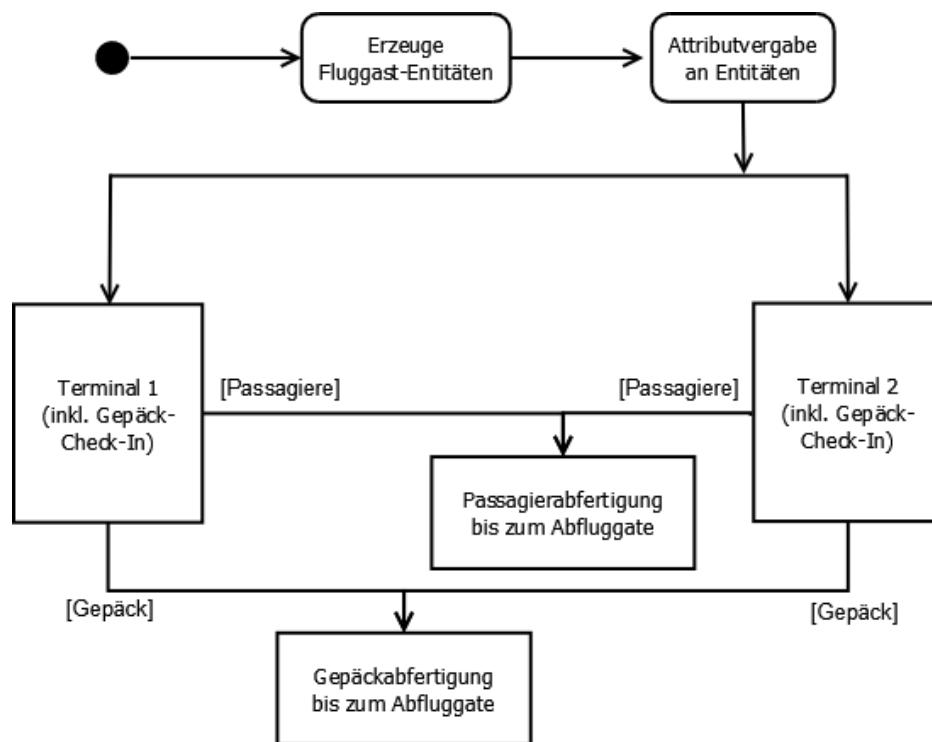 Erzeuge
Fluggast-Entitäten
Attributvergabe
an Entitäten
Terminal 1
(inkl. Gepäck-
Check-In)
[Passagiere]
[Passagiere]
Terminal 2
(inkl. Gepäck-
Check-In)
Passagierabfertigung
bis zum Abfluggate
[Gepäck]
[Gepäck]
Gepäckabfertigung
bis zum Abfluggate